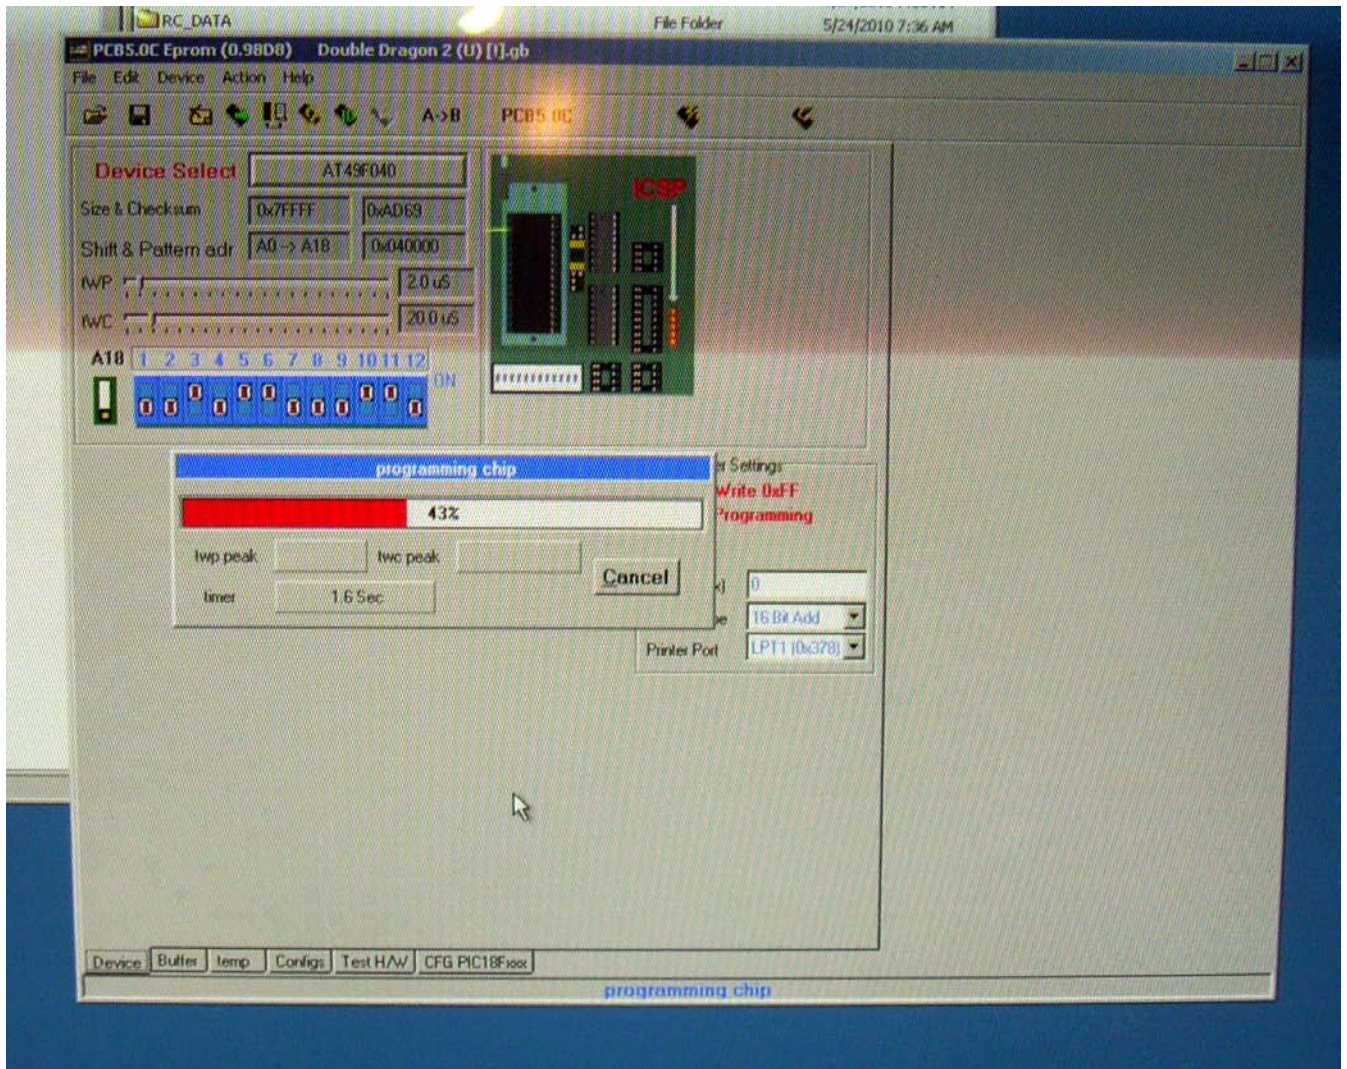 RC_DATA File Folder 5/24/2010 7:36 AM
PCB5.0C Eprom (0.98D8) Double Dragon 2 (U) [!].gb
File Edit Device Action Help
A->B PCB5.0C
Device Select AT49F040
ICSP
Size & Checksum 0x7FFFF 0xAD69
Shift & Pattern adr A0 -> A18 0x040000
tWP 2.0 uS
tWC 20.0 uS
A18 1 2 3 4 5 6 7 8 9 10 11 12
ON
programming chip
43%
twp peak twc peak
Cancel
timer 1.6 Sec
Settings
Write 0xFF
Programming
0
16 Bit Add
Printer Port LPT1 (0x378)
Device Buffer temp Configs Test H/W CFG PIC18Fxxx
programming chip